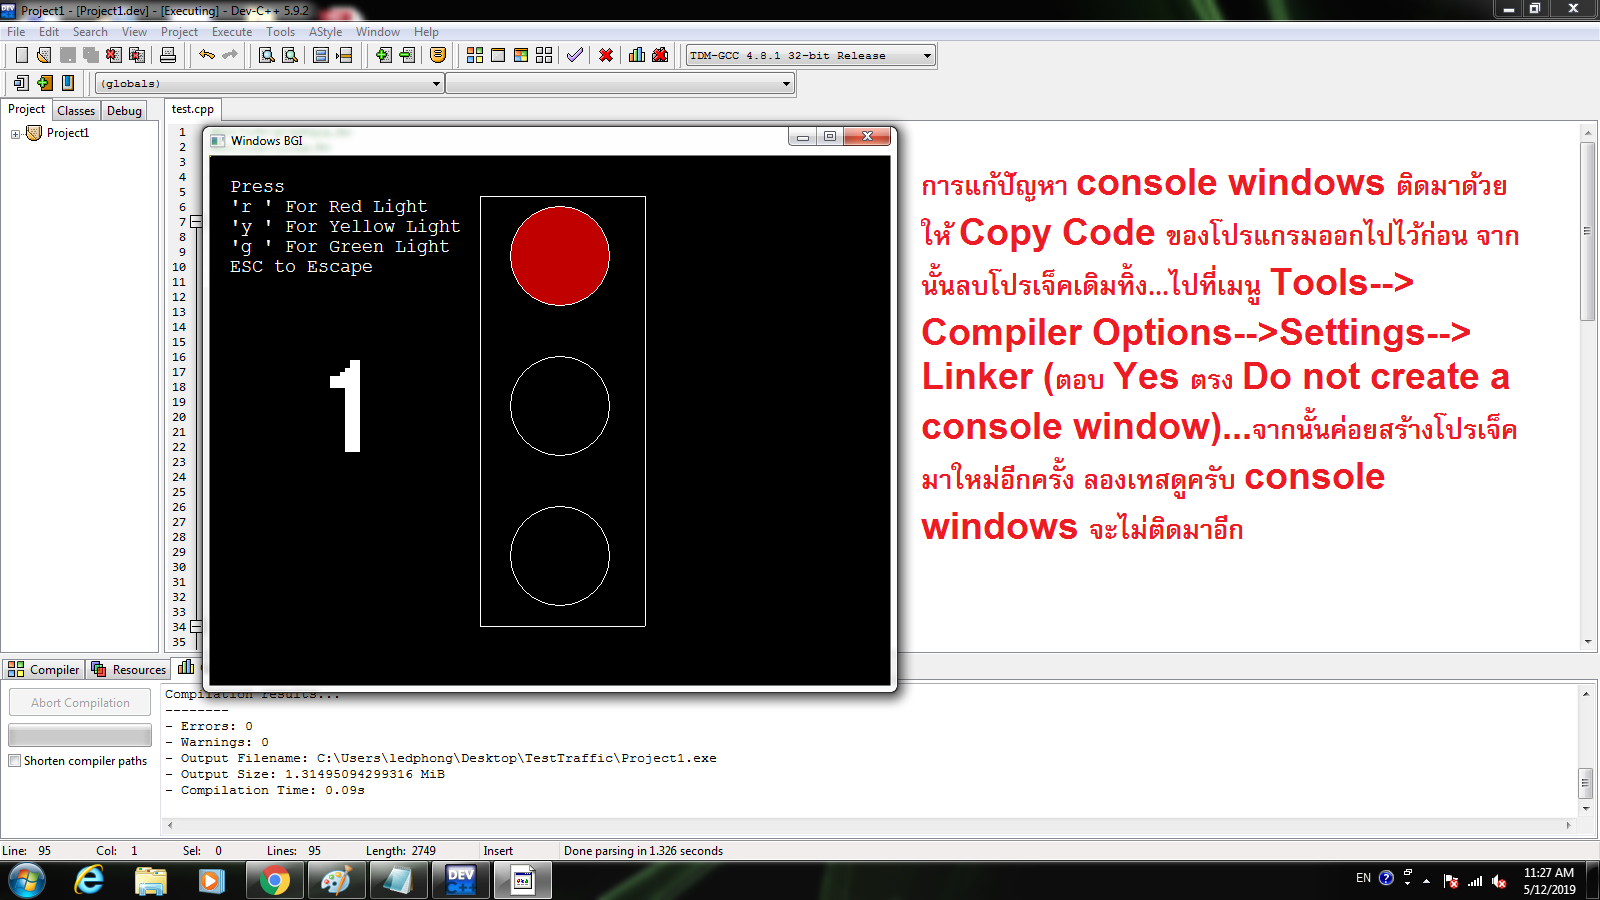 Project1 - [Project1.dev] - [Executing] - Dev-C++ 5.9.2
File Edit Search View Project Execute Tools AStyle Window Help
TDM-GCC 4.8.1 32-bit Release
(globals)
Project Classes Debug
test.cpp
Project1
1
2
3
4
5
6
7
8
9
10
11
12
13
14
15
16
17
18
19
20
21
22
23
24
25
26
27
28
29
30
31
32
33
34
35
Windows BGI
Press
'r ' For Red Light
'y ' For Yellow Light
'g ' For Green Light
ESC to Escape
1
การแก้ปัญหา console windows ติดมาด้วย
ให้ Copy Code ของโปรแกรมออกไปไว้ก่อน จาก
นั้นลบโปรเจ็คเดิมทิ้ง...ไปที่เมนู Tools-->
Compiler Options-->Settings-->
Linker (ตอบ Yes ตรง Do not create a
console window)...จากนั้นค่อยสร้างโปรเจ็ค
มาใหม่อีกครั้ง ลองเทสดูครับ console
windows จะไม่ติดมาอีก
Compiler Resources
Abort Compilation
Shorten compiler paths
Compilation results...
--------
- Errors: 0
- Warnings: 0
- Output Filename: C:\Users\ledphong\Desktop\TestTraffic\Project1.exe
- Output Size: 1.31495094299316 MiB
- Compilation Time: 0.09s
Line: 95 Col: 1 Sel: 0 Lines: 95 Length: 2749 Insert Done parsing in 1.326 seconds
DEV C++
EN
11:27 AM
5/12/2019